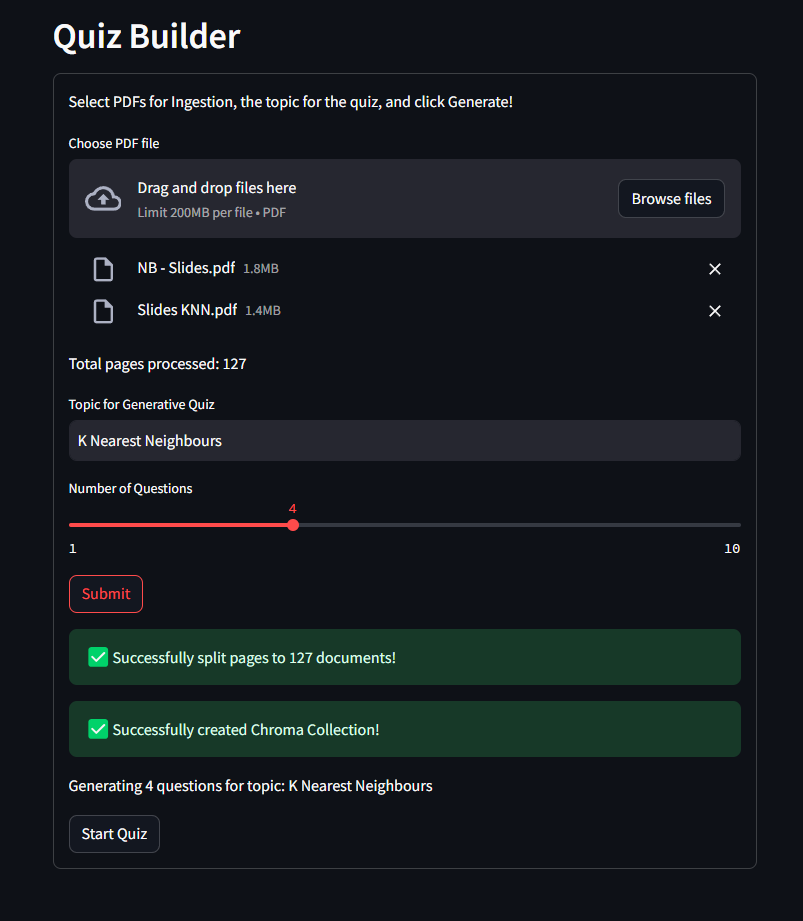 Quiz Builder
Select PDFs for Ingestion, the topic for the quiz, and click Generate!
Choose PDF file
Drag and drop files here
Limit 200MB per file • PDF
Browse files
NB - Slides.pdf 1.8MB
Slides KNN.pdf 1.4MB
Total pages processed: 127
Topic for Generative Quiz
K Nearest Neighbours
Number of Questions
4
1 10
Submit
✅ Successfully split pages to 127 documents!
✅ Successfully created Chroma Collection!
Generating 4 questions for topic: K Nearest Neighbours
Start Quiz